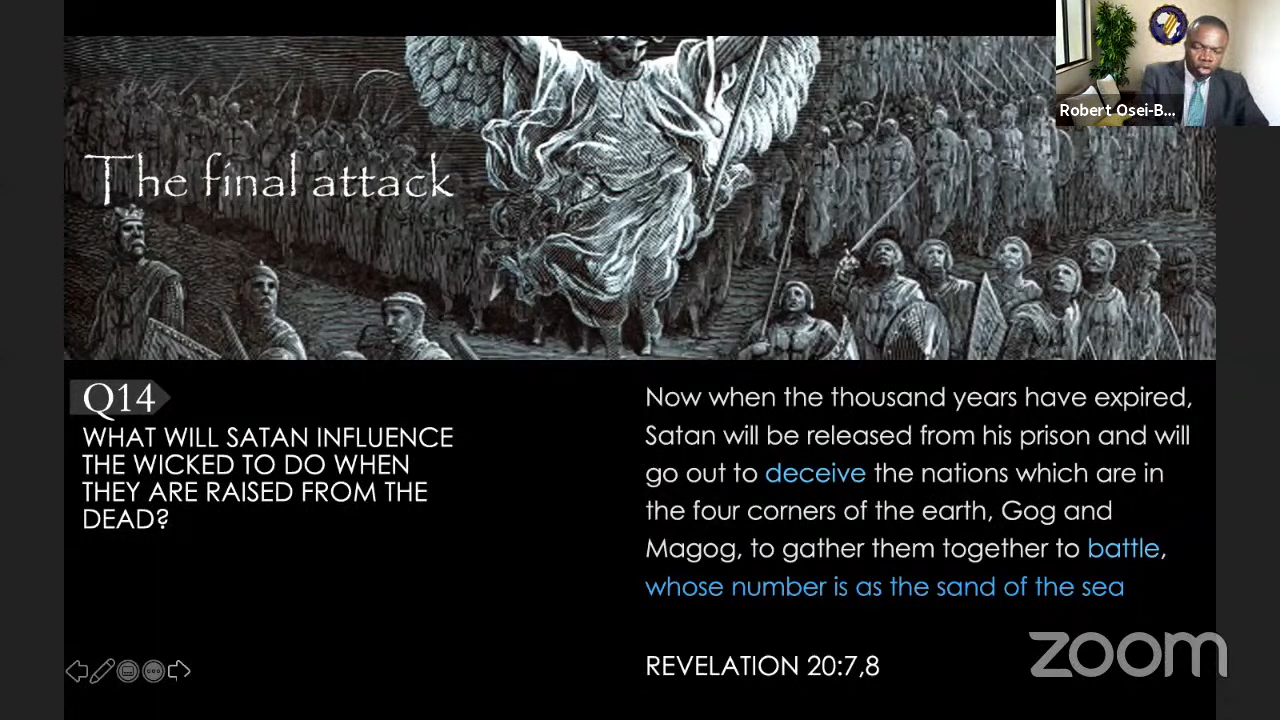 Robert Osei-B...
The final attack
Q14
WHAT WILL SATAN INFLUENCE
THE WICKED TO DO WHEN
THEY ARE RAISED FROM THE
DEAD?
Now when the thousand years have expired,
Satan will be released from his prison and will
go out to deceive the nations which are in
the four corners of the earth, Gog and
Magog, to gather them together to battle,
whose number is as the sand of the sea
REVELATION 20:7,8
zoom